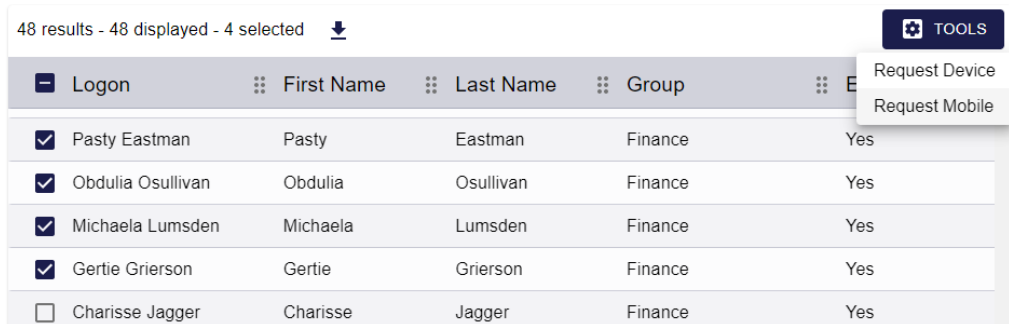 48 results - 48 displayed - 4 selected TOOLS
Request Device
Logon First Name Last Name Group E
Request Mobile
Pasty Eastman Pasty Eastman Finance Yes
Obdulia Osullivan Obdulia Osullivan Finance Yes
Michaela Lumsden Michaela Lumsden Finance Yes
Gertie Grierson Gertie Grierson Finance Yes
Charisse Jagger Charisse Jagger Finance Yes